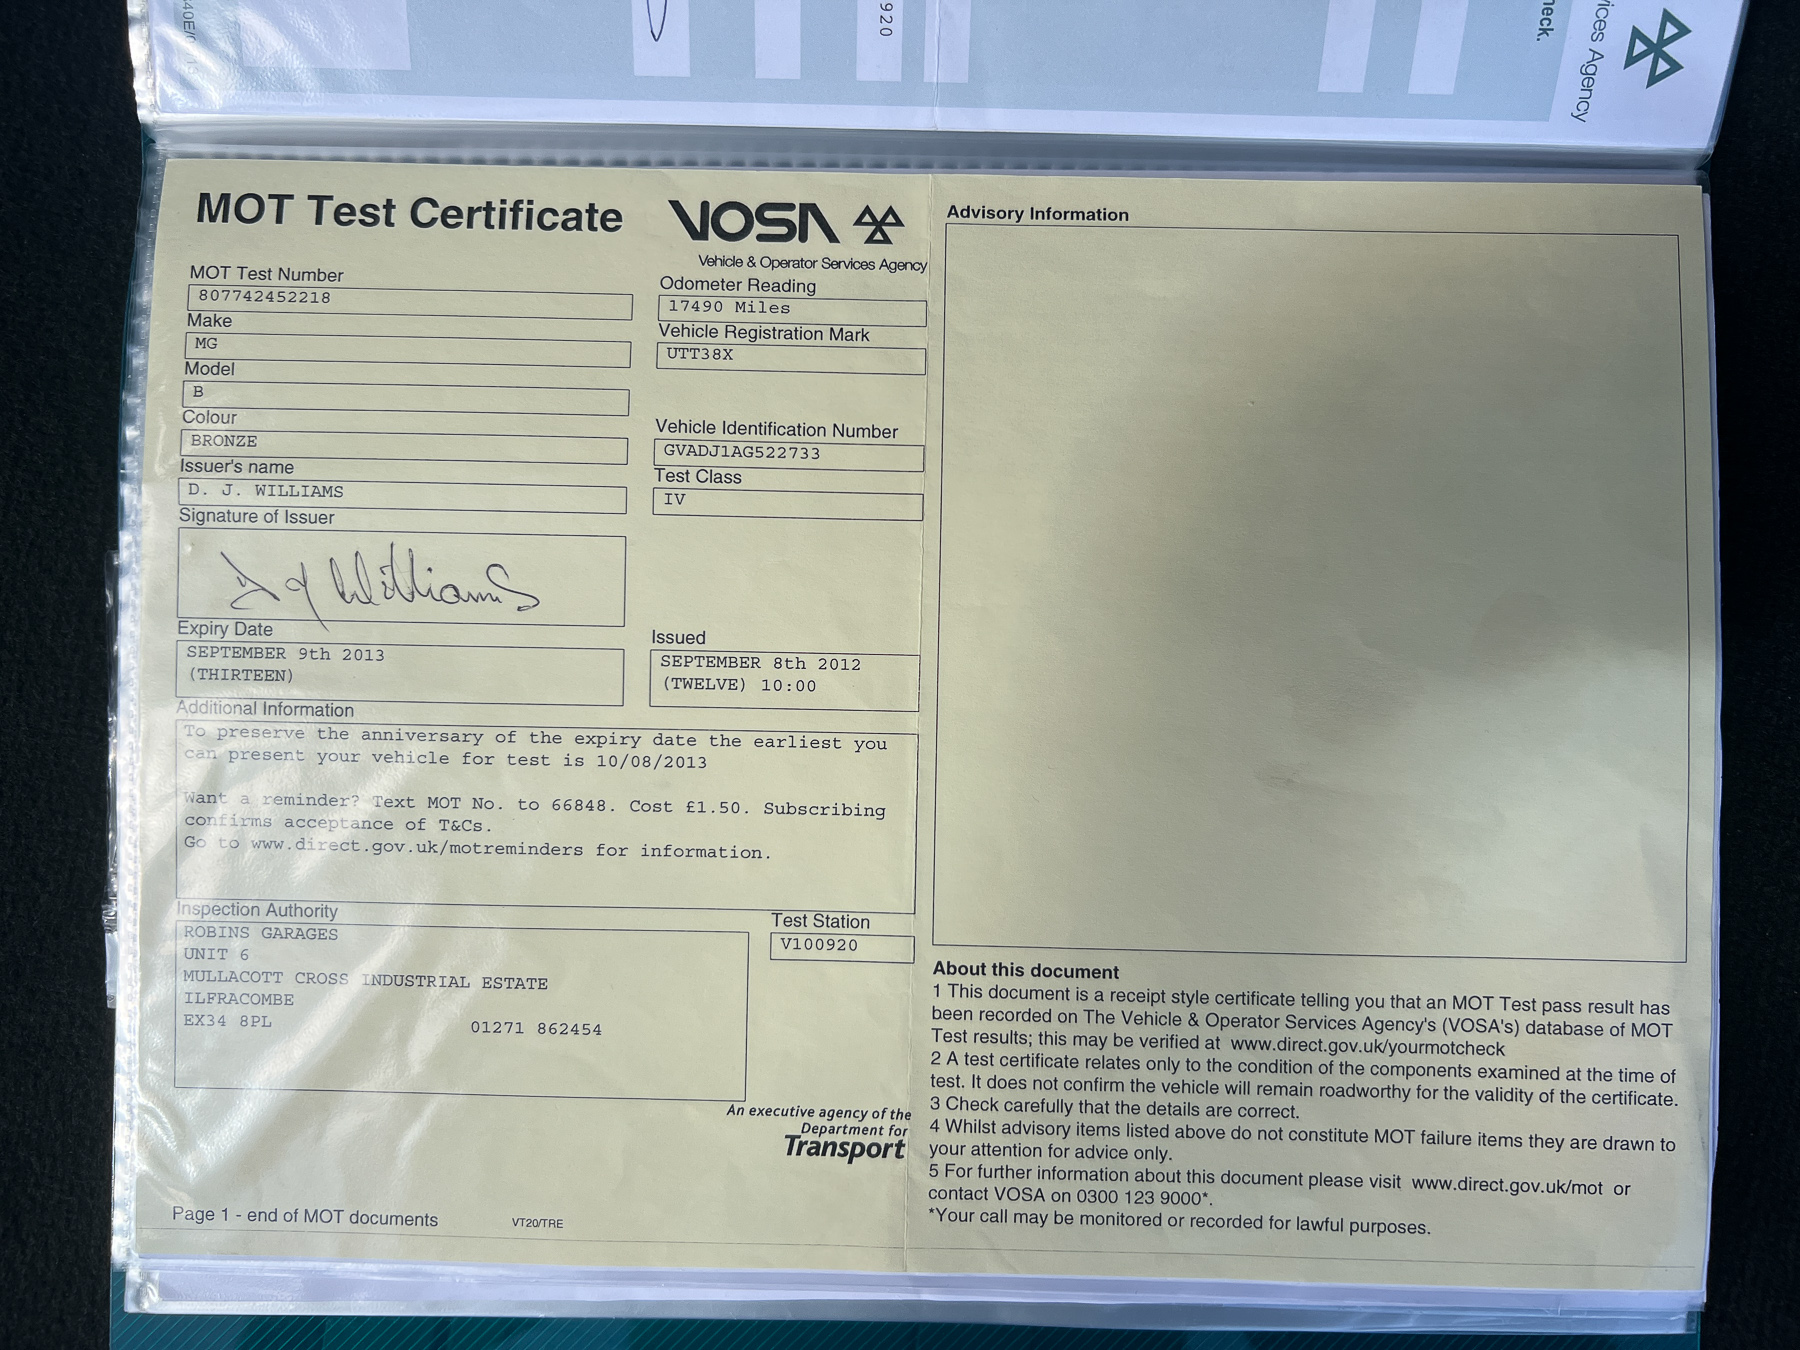 40E/
920
heck.
ices Agency
MOT Test Certificate
VOSA
Vehicle & Operator Services Agency
MOT Test Number
807742452218
Make
MG
Model
B
Colour
BRONZE
Issuer's name
D. J. WILLIAMS
Signature of Issuer
D J Williams
Odometer Reading
17490 Miles
Vehicle Registration Mark
UTT38X
Vehicle Identification Number
GVADJ1AG522733
Test Class
IV
Expiry Date
SEPTEMBER 9th 2013
(THIRTEEN)
Issued
SEPTEMBER 8th 2012
(TWELVE) 10:00
Additional Information
To preserve the anniversary of the expiry date the earliest you
can present your vehicle for test is 10/08/2013
Want a reminder? Text MOT No. to 66848. Cost £1.50. Subscribing
confirms acceptance of T&Cs.
Go to www.direct.gov.uk/motreminders for information.
Inspection Authority
ROBINS GARAGES
UNIT 6
MULLACOTT CROSS INDUSTRIAL ESTATE
ILFRACOMBE
EX34 8PL 01271 862454
Test Station
V100920
An executive agency of the
Department for
Transport
Page 1 - end of MOT documents
VT20/TRE
Advisory Information
About this document
1 This document is a receipt style certificate telling you that an MOT Test pass result has
been recorded on The Vehicle & Operator Services Agency's (VOSA's) database of MOT
Test results; this may be verified at www.direct.gov.uk/yourmotcheck
2 A test certificate relates only to the condition of the components examined at the time of
test. It does not confirm the vehicle will remain roadworthy for the validity of the certificate.
3 Check carefully that the details are correct.
4 Whilst advisory items listed above do not constitute MOT failure items they are drawn to
your attention for advice only.
5 For further information about this document please visit www.direct.gov.uk/mot or
contact VOSA on 0300 123 9000*.
*Your call may be monitored or recorded for lawful purposes.